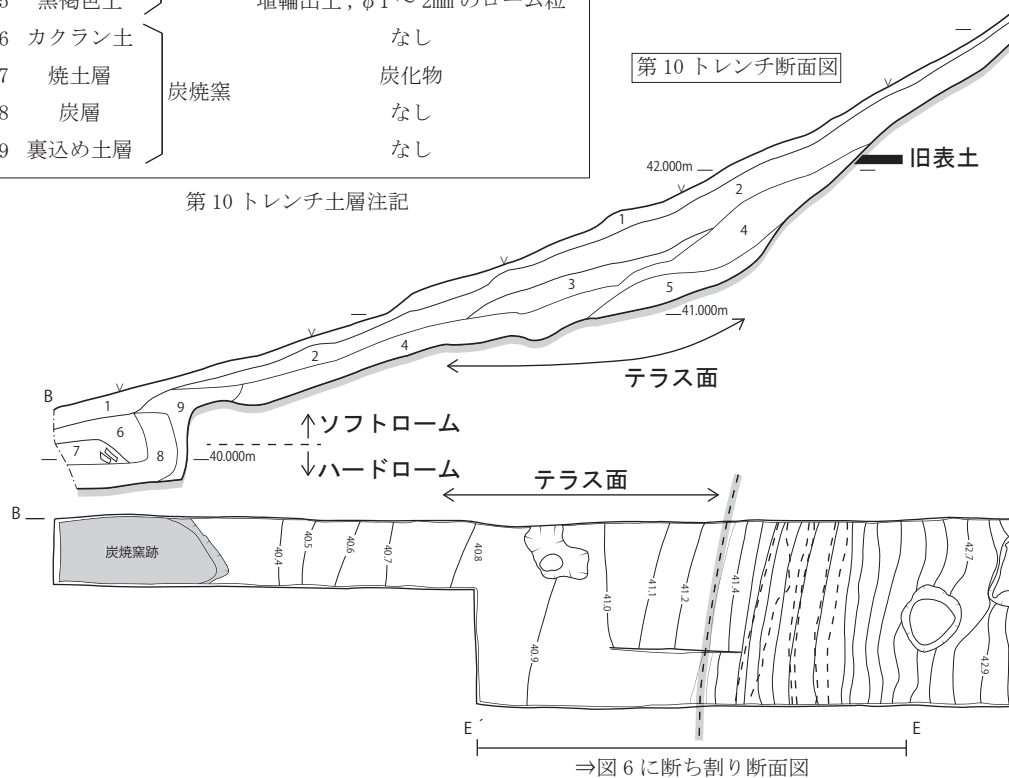 5 黒褐色土 埴輪出土 ; φ1～2㎜のローム粒
6 カクラン土 なし
7 焼土層 炭化物
炭焼窯
8 炭層 なし
9 裏込め土層 なし
第 10 トレンチ土層注記
第 10 トレンチ断面図
旧表土
42.000m
2
1
4
3
5
41.000m
2
4
テラス面
B
1
9
6
7
8
40.000m
ソフトローム
ハードローム
テラス面
B
炭焼窯跡
40.4
40.5
40.6
40.7
40.8
40.9
41.0
41.1
41.2
41.4
42.7
42.9
E´
E
⇒図 6 に断ち割り断面図